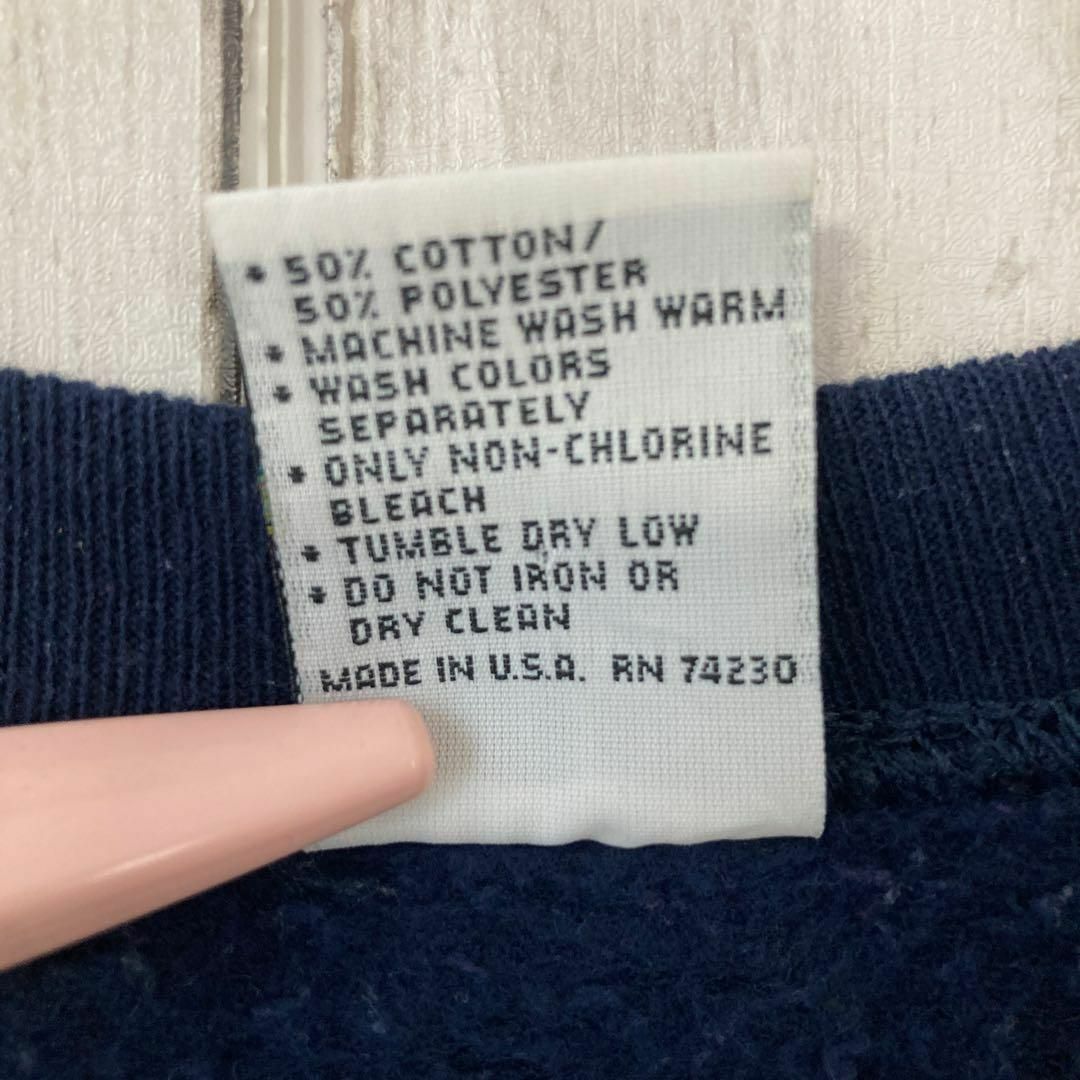 • 50% COTTON/
50% POLYESTER
• MACHINE WASH WARM
• WASH COLORS
SEPARATELY
• ONLY NON-CHLORINE
BLEACH
• TUMBLE DRY LOW
• DO NOT IRON OR
DRY CLEAN
MADE IN U.S.A. RN 74230